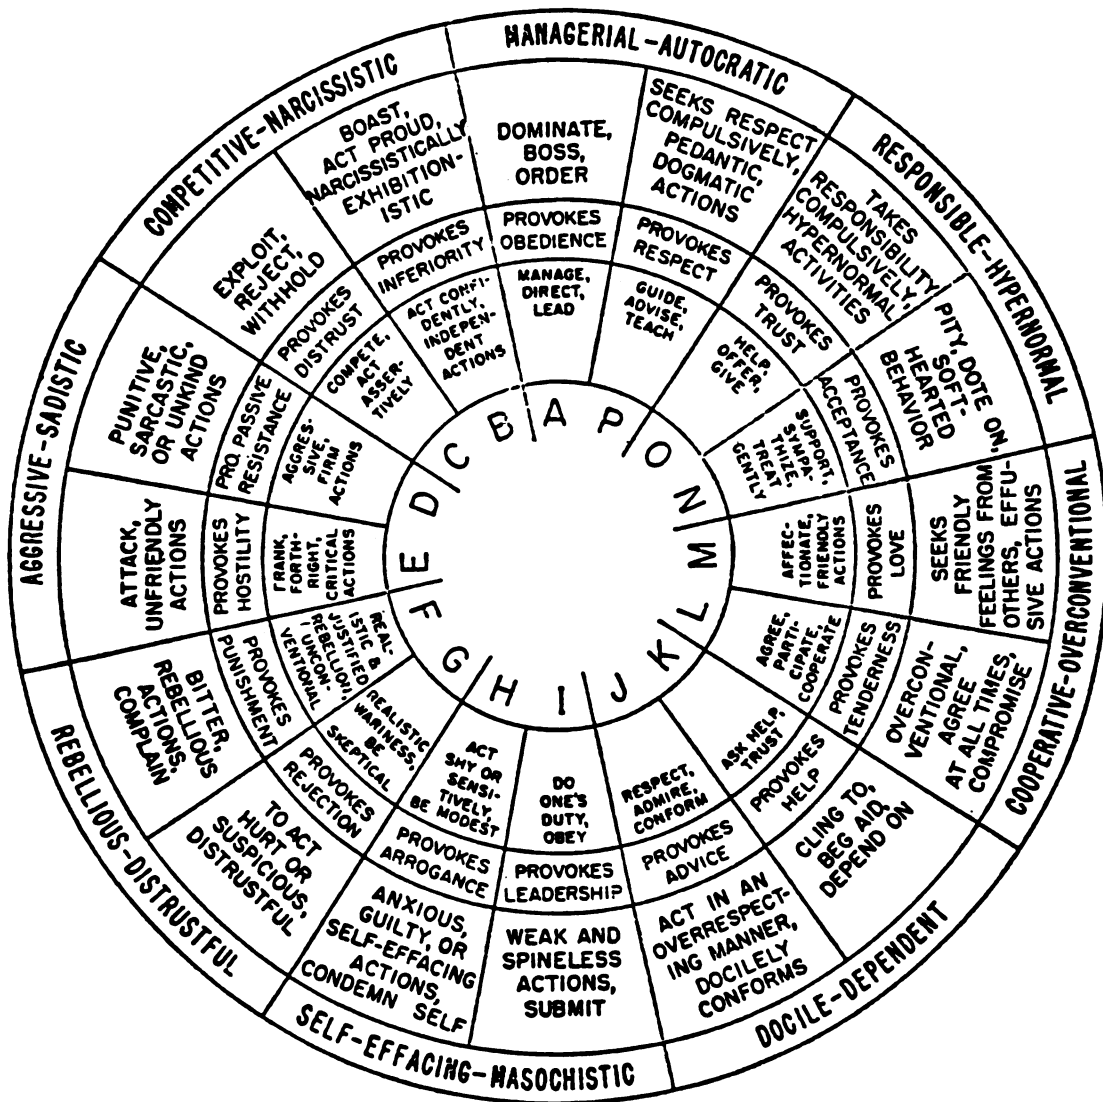 MANAGERIAL-AUTOCRATIC
RESPONSIBLE-HYPERNORMAL
COOPERATIVE-OVERCONVENTIONAL
DOCILE-DEPENDENT
SELF-EFFACING-MASOCHISTIC
REBELLIOUS-DISTRUSTFUL
AGGRESSIVE-SADISTIC
COMPETITIVE-NARCISSISTIC
DOMINATE,
BOSS,
ORDER
PROVOKES
OBEDIENCE
MANAGE,
DIRECT,
LEAD
A
SEEKS RESPECT
COMPULSIVELY,
PEDANTIC,
DOGMATIC
ACTIONS
PROVOKES
RESPECT
GUIDE,
ADVISE,
TEACH
P
TAKES
RESPONSIBILITY
COMPULSIVELY,
HYPERNORMAL
ACTIVITIES
PROVOKES
TRUST
HELP,
OFFER,
GIVE
O
PITY, DOTE ON,
SOFT-
HEARTED
BEHAVIOR
PROVOKES
ACCEPTANCE
SUPPORT,
SYMPA-
THIZE,
TREAT
GENTLY
N
SEEKS
FRIENDLY
FEELINGS FROM
OTHERS, EFFU-
SIVE ACTIONS
PROVOKES
LOVE
AFFEC-
TIONATE,
FRIENDLY
ACTIONS
M
OVERCON-
VENTIONAL,
AGREE
AT ALL TIMES,
COMPROMISE
PROVOKES
TENDERNESS
AGREE,
PARTI-
CIPATE,
COOPERATE
L
CLING TO,
BEG AID,
DEPEND ON
PROVOKES
HELP
ASK HELP,
TRUST
K
ACT IN AN
OVERRESPECT-
ING MANNER,
DOCILELY
CONFORMS
PROVOKES
ADVICE
RESPECT,
ADMIRE,
CONFORM
J
WEAK AND
SPINELESS
ACTIONS,
SUBMIT
PROVOKES
LEADERSHIP
DO
ONE'S
DUTY,
OBEY
I
ANXIOUS,
GUILTY, OR
SELF-EFFACING
ACTIONS,
CONDEMN SELF
PROVOKES
ARROGANCE
ACT
SHY OR
SENSI-
TIVELY,
BE MODEST
H
TO ACT
HURT OR
SUSPICIOUS,
DISTRUSTFUL
PROVOKES
REJECTION
REALISTIC
WARINESS,
BE
SKEPTICAL
G
BITTER,
REBELLIOUS
ACTIONS,
COMPLAIN
PROVOKES
PUNISHMENT
REAL-
ISTIC &
JUSTIFIED
REBELLION,
/ UNCON-
VENTIONAL
F
ATTACK,
UNFRIENDLY
ACTIONS
PROVOKES
HOSTILITY
FRANK,
FORTH-
RIGHT,
CRITICAL
ACTIONS
E
PUNITIVE,
SARCASTIC,
OR UNKIND
ACTIONS
PRO. PASSIVE
RESISTANCE
AGGRES-
SIVE,
FIRM
ACTIONS
D
EXPLOIT,
REJECT,
WITHHOLD
PROVOKES
DISTRUST
COMPETE,
ACT
ASSER-
TIVELY
C
BOAST,
ACT PROUD,
NARCISSISTICALLY
EXHIBITION-
ISTIC
PROVOKES
INFERIORITY
ACT CONFI-
DENTLY,
INDEPEN-
DENT
ACTIONS
B